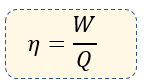 η = W/Q